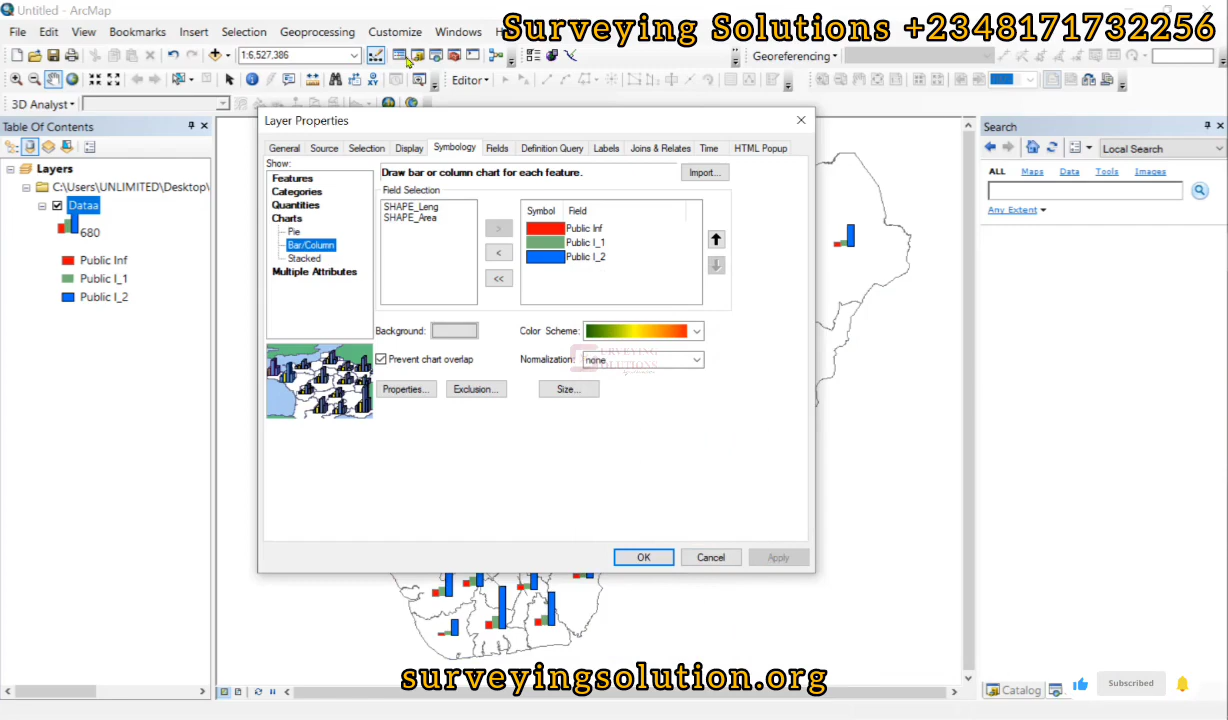 Untitled - ArcMap
Surveying Solutions +2348171732256
File Edit View Bookmarks Insert Selection Geoprocessing Customize Windows
1:6,527,386
Georeferencing
Editor
3D Analyst
Table Of Contents
Layers
C:\Users\UNLIMITED\Desktop\
Dataa
680
Public Inf
Public I_1
Public I_2
Layer Properties
General Source Selection Display Symbology Fields Definition Query Labels Joins & Relates Time HTML Popup
Show:
Features
Categories
Quantities
Charts
Pie
Bar/Column
Stacked
Multiple Attributes
Draw bar or column chart for each feature.
Import...
Field Selection
SHAPE_Leng
SHAPE_Area
>
<
<<
Symbol Field
Public Inf
Public I_1
Public I_2
Background:
Color Scheme:
Prevent chart overlap
Normalization: none
SURVEYING
SOLUTIONS
Properties... Exclusion... Size...
OK Cancel Apply
Search
Local Search
ALL Maps Data Tools Images
Any Extent
surveyingsolution.org
Catalog
Subscribed